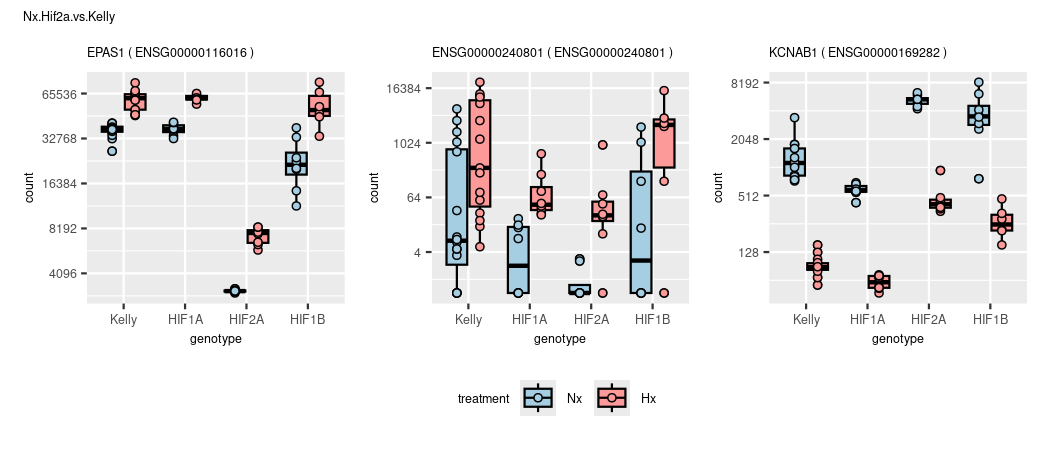 Nx.Hif2a.vs.Kelly
EPAS1 ( ENSG00000116016 )
count
65536
32768
16384
8192
4096
Kelly HIF1A HIF2A HIF1B
genotype
ENSG00000240801 ( ENSG00000240801 )
count
16384
1024
64
4
Kelly HIF1A HIF2A HIF1B
genotype
KCNAB1 ( ENSG00000169282 )
count
8192
2048
512
128
Kelly HIF1A HIF2A HIF1B
genotype
treatment Nx Hx